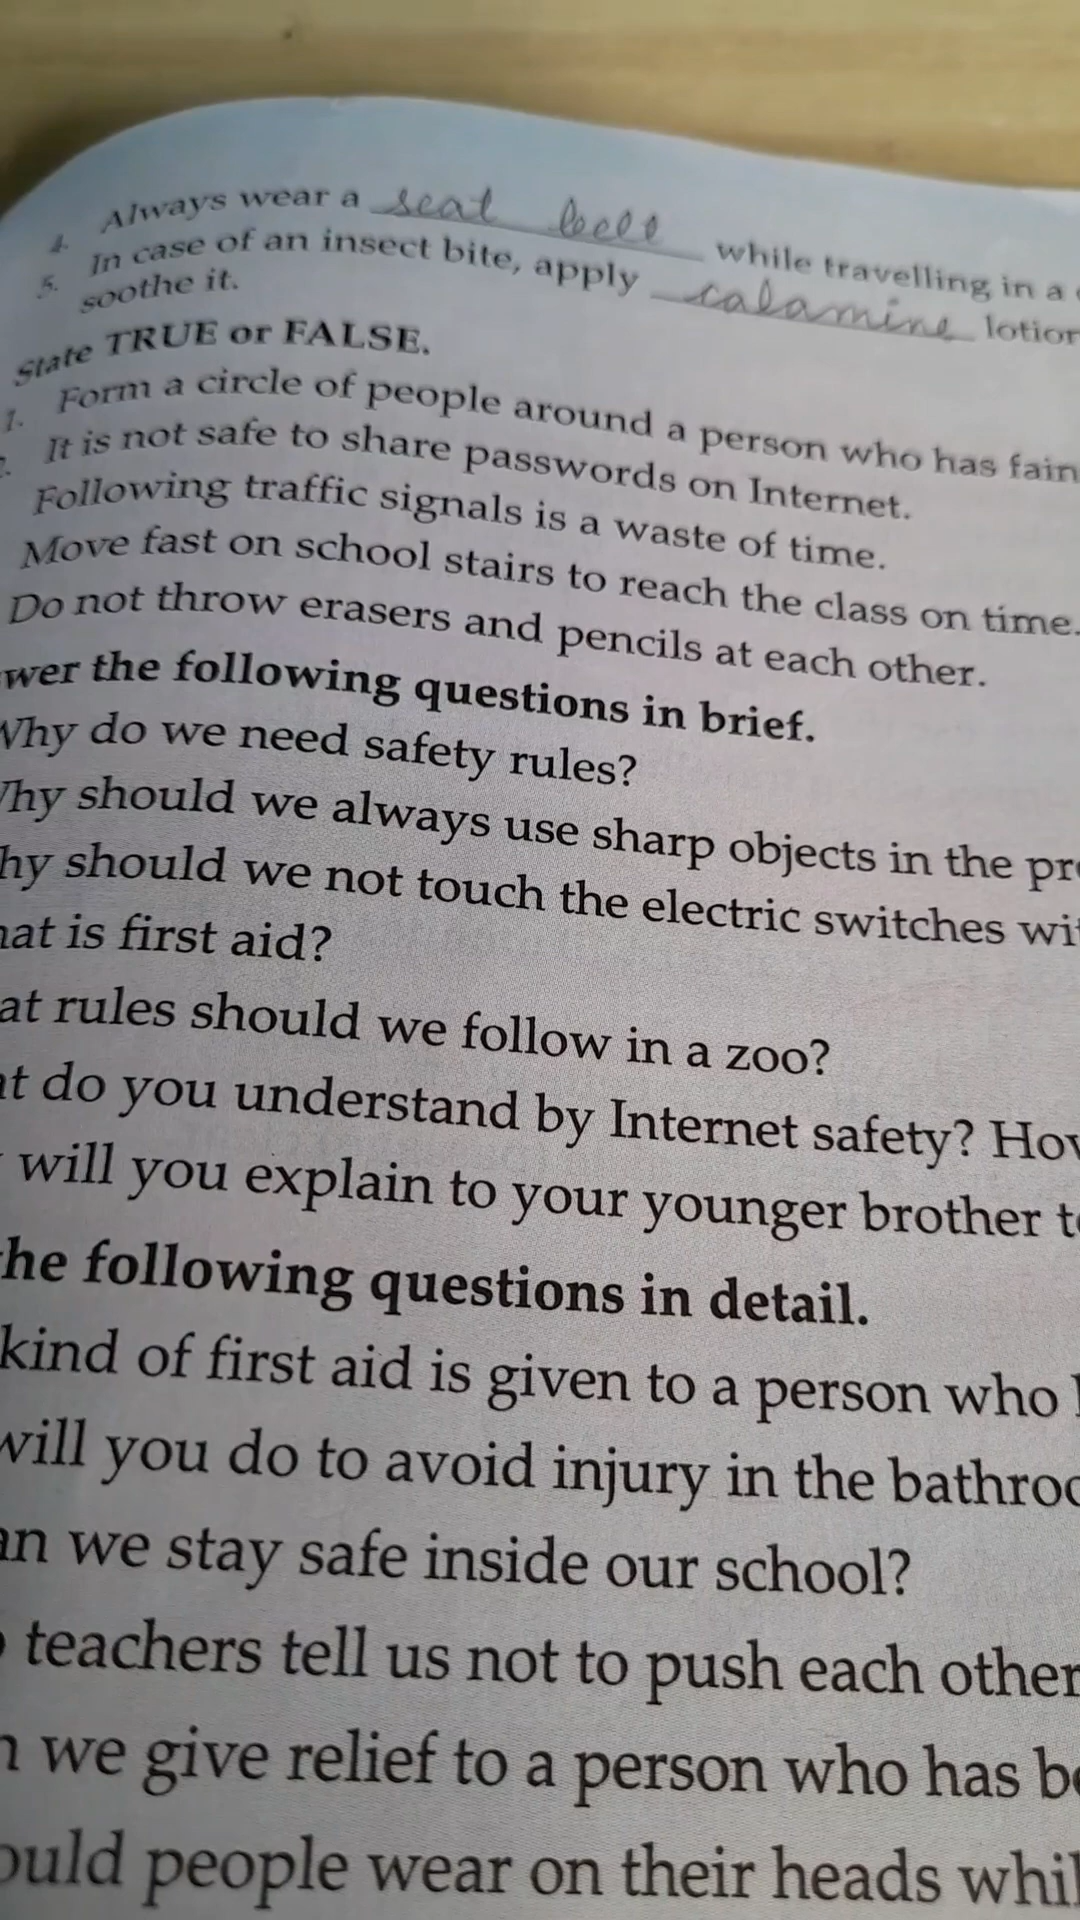 4. Always wear a seat belt while travelling in a
5. In case of an insect bite, apply calamine lotion
soothe it.
State TRUE or FALSE.
1. Form a circle of people around a person who has fain
It is not safe to share passwords on Internet.
Following traffic signals is a waste of time.
Move fast on school stairs to reach the class on time.
Do not throw erasers and pencils at each other.
wer the following questions in brief.
Why do we need safety rules?
hy should we always use sharp objects in the pr
hy should we not touch the electric switches wi
hat is first aid?
at rules should we follow in a zoo?
t do you understand by Internet safety? How
will you explain to your younger brother t
he following questions in detail.
kind of first aid is given to a person who
will you do to avoid injury in the bathroo
an we stay safe inside our school?
teachers tell us not to push each other
n we give relief to a person who has b
ould people wear on their heads whil